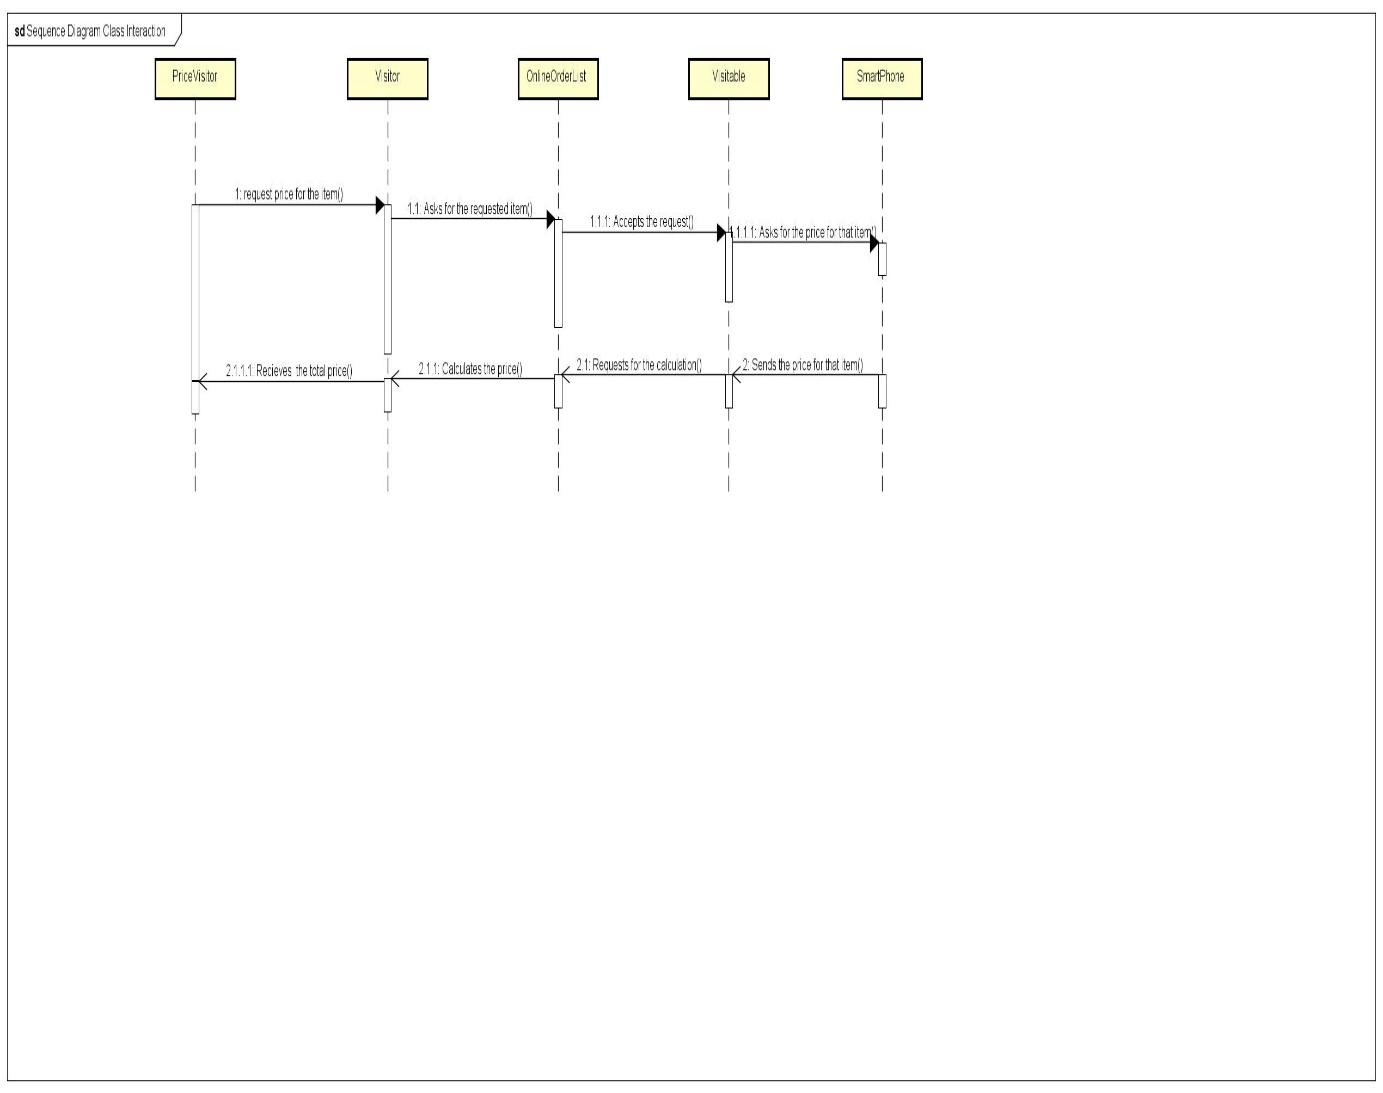 sd Sequence Diagram Class Interaction
PriceVisitor
Visitor
OnlineOrderList
Visitable
SmartPhone
1: request price for the item()
1.1: Asks for the requested item()
1.1.1: Accepts the request()
1.1.1.1: Asks for the price for that item()
2.1.1.1: Recieves the total price()
2.1.1: Calculates the price()
2.1: Requests for the calculation()
2: Sends the price for that item()